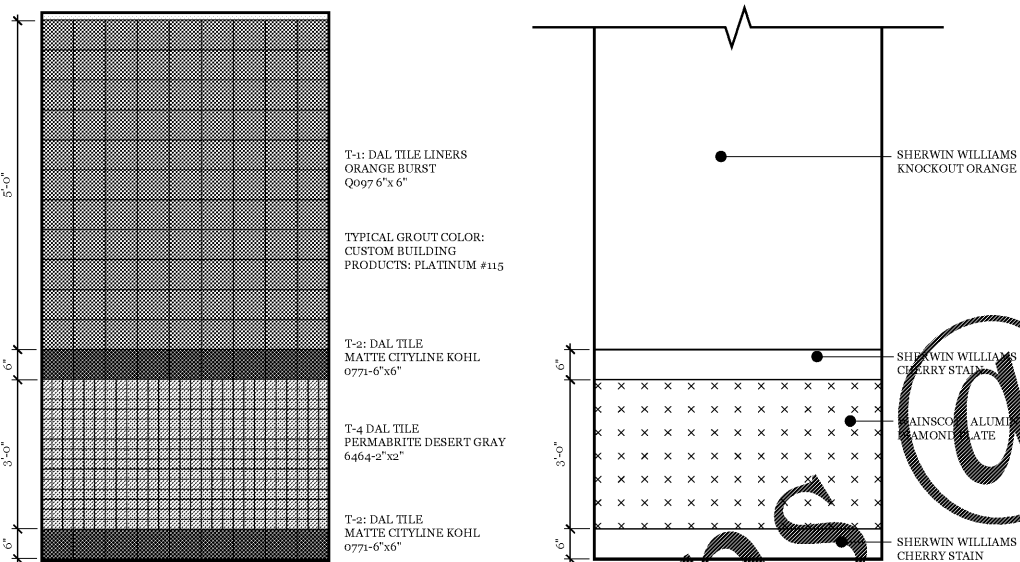 5'-0"
T-1: DAL TILE LINERS
ORANGE BURST
Q097 6"x 6"
TYPICAL GROUT COLOR:
CUSTOM BUILDING
PRODUCTS: PLATINUM #115
6"
T-2: DAL TILE
MATTE CITYLINE KOHL
0771-6"x6"
3'-0"
T-4 DAL TILE
PERMABRITE DESERT GRAY
6464-2"x2"
6"
T-2: DAL TILE
MATTE CITYLINE KOHL
0771-6"x6"
SHERWIN WILLIAMS
KNOCKOUT ORANGE
6"
SHERWIN WILLIAMS
CHERRY STAIN
3'-0"
WAINSCOT
DIAMOND PLATE
6"
SHERWIN WILLIAMS
CHERRY STAIN